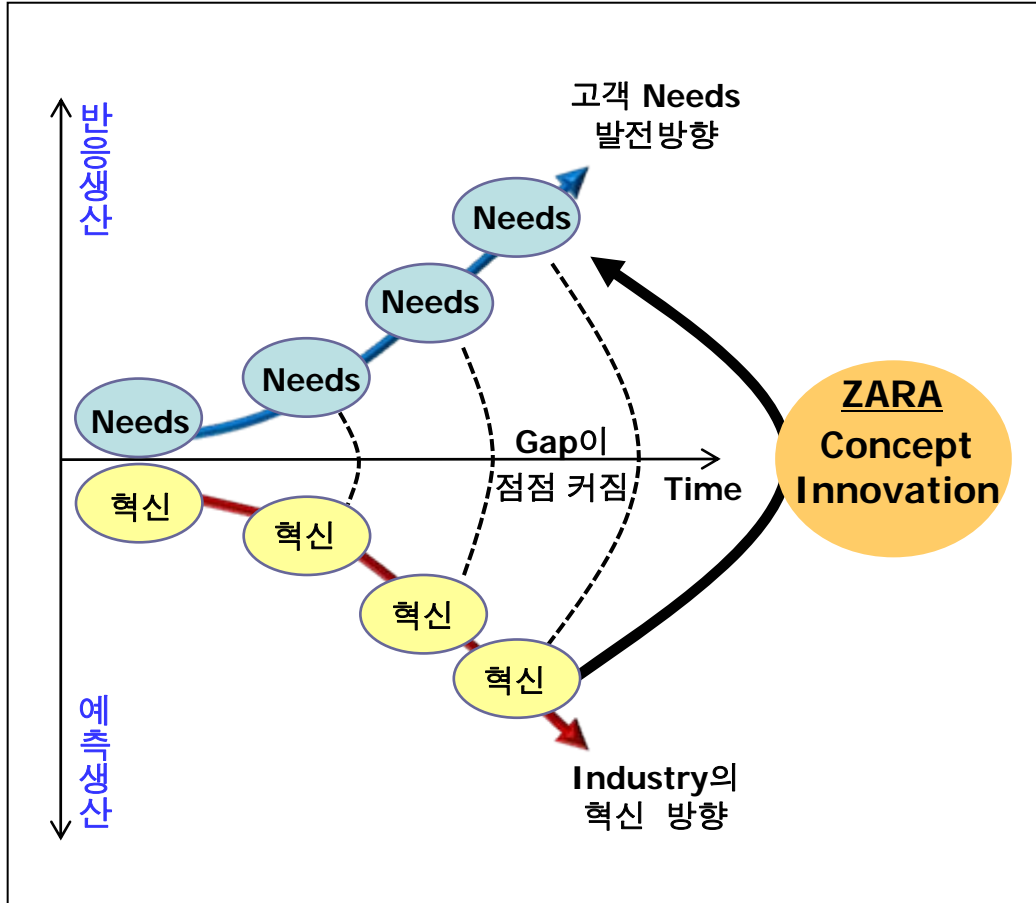 반응생산
고객 Needs
발전방향
Needs
Needs
Needs
Needs
Gap이
점점 커짐
Time
ZARA
Concept
Innovation
혁신
혁신
혁신
혁신
예측생산
Industry의
혁신 방향